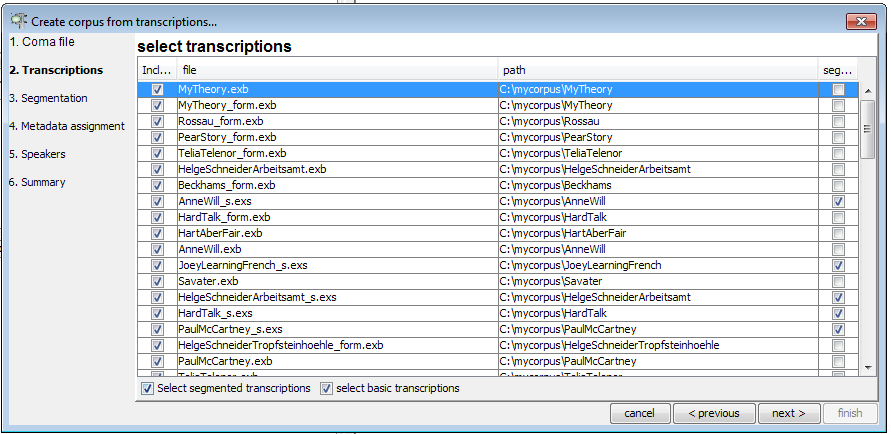 Create corpus from transcriptions...
1. Coma file
2. Transcriptions
3. Segmentation
4. Metadata assignment
5. Speakers
6. Summary
select transcriptions
Incl... file path seg...
MyTheory.exb C:\mycorpus\MyTheory
MyTheory_form.exb C:\mycorpus\MyTheory
Rossau_form.exb C:\mycorpus\Rossau
PearStory_form.exb C:\mycorpus\PearStory
TeliaTelenor_form.exb C:\mycorpus\TeliaTelenor
HelgeSchneiderArbeitsamt.exb C:\mycorpus\HelgeSchneiderArbeitsamt
Beckhams_form.exb C:\mycorpus\Beckhams
AnneWill_s.exs C:\mycorpus\AnneWill
HardTalk_form.exb C:\mycorpus\HardTalk
HartAberFair.exb C:\mycorpus\HartAberFair
AnneWill.exb C:\mycorpus\AnneWill
JoeyLearningFrench_s.exs C:\mycorpus\JoeyLearningFrench
Savater.exb C:\mycorpus\Savater
HelgeSchneiderArbeitsamt_s.exs C:\mycorpus\HelgeSchneiderArbeitsamt
HardTalk_s.exs C:\mycorpus\HardTalk
PaulMcCartney_s.exs C:\mycorpus\PaulMcCartney
HelgeSchneiderTropfsteinhoehle_form.exb C:\mycorpus\HelgeSchneiderTropfsteinhoehle
PaulMcCartney.exb C:\mycorpus\PaulMcCartney
TeliaTelenor.exb C:\mycorpus\TeliaTelenor
Select segmented transcriptions select basic transcriptions
cancel < previous next > finish